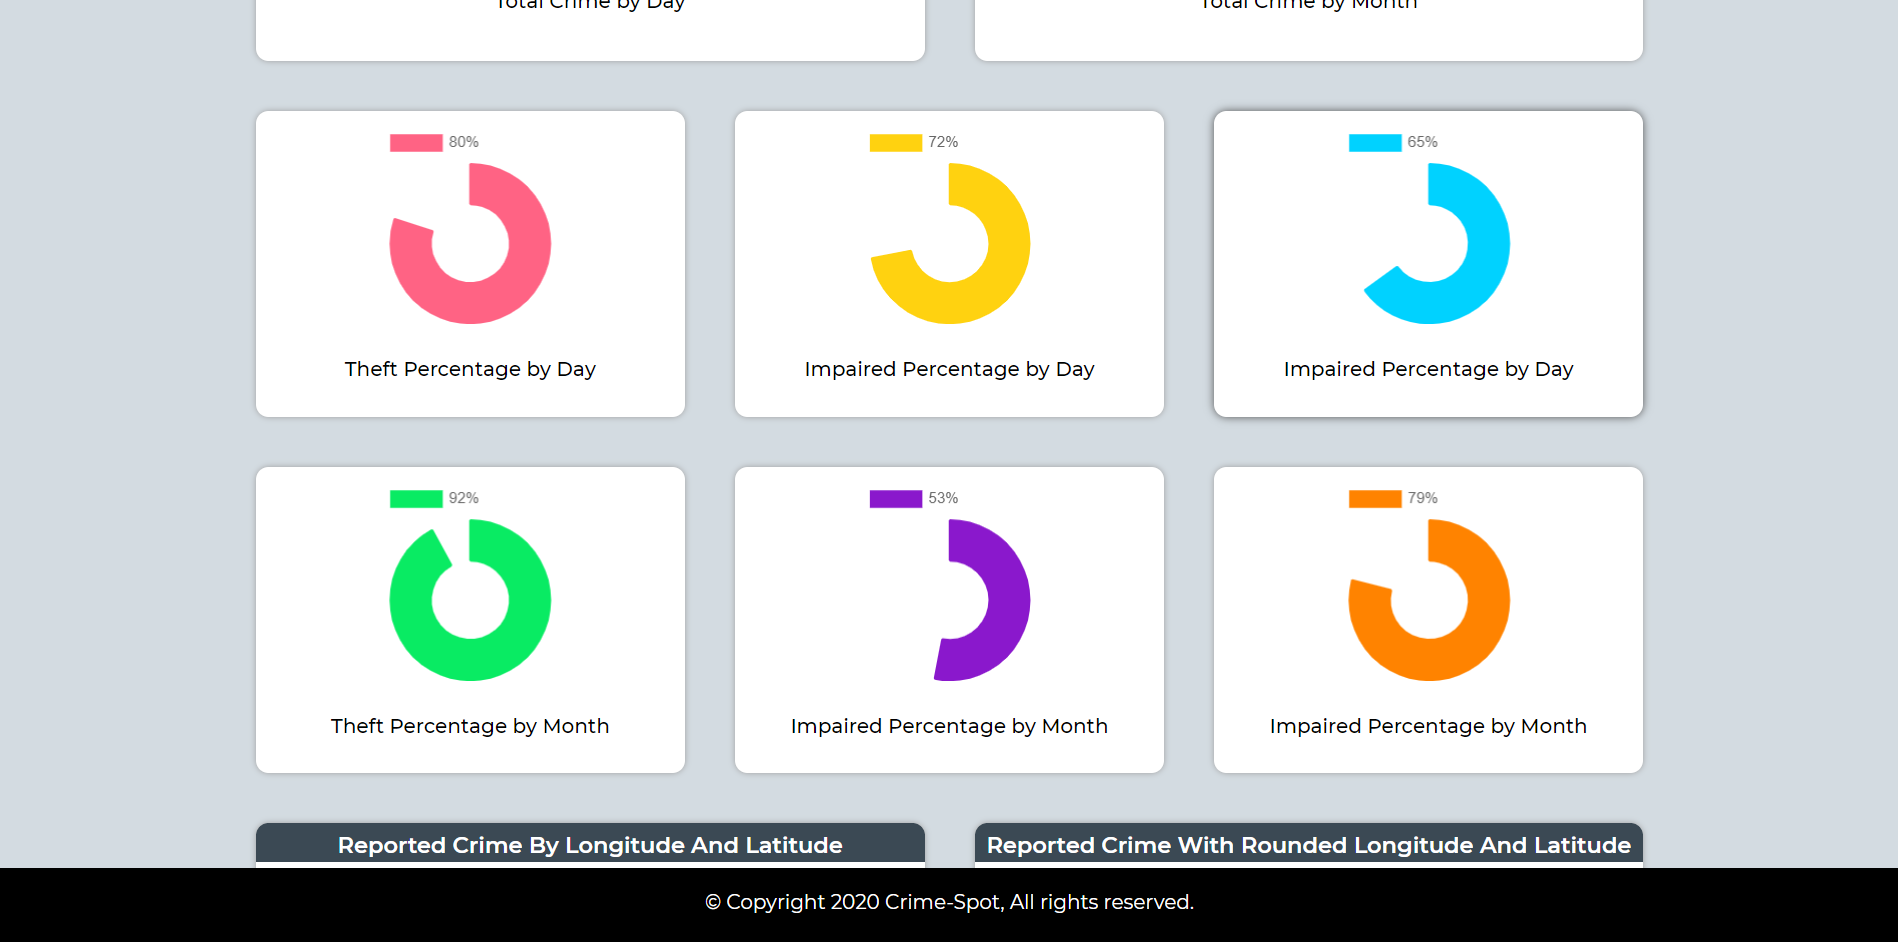 Total Crime by Day
Total Crime by Month
80%
72%
65%
Theft Percentage by Day
Impaired Percentage by Day
Impaired Percentage by Day
92%
53%
79%
Theft Percentage by Month
Impaired Percentage by Month
Impaired Percentage by Month
Reported Crime By Longitude And Latitude
Reported Crime With Rounded Longitude And Latitude
© Copyright 2020 Crime-Spot, All rights reserved.